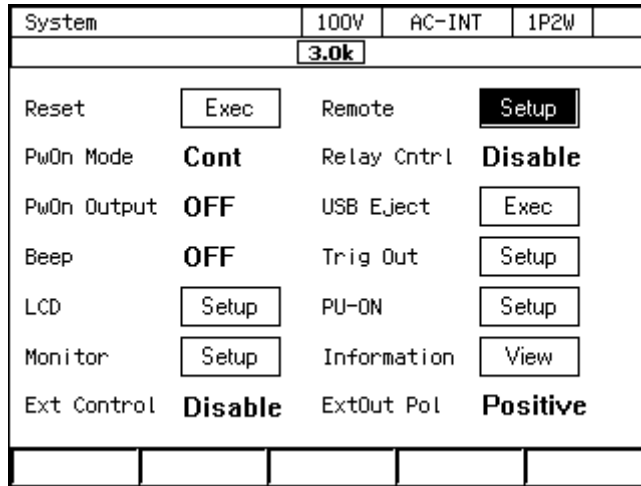 System 100V AC-INT 1P2W
3.0k
Reset Exec Remote Setup
PwOn Mode Cont Relay Cntrl Disable
PwOn Output OFF USB Eject Exec
Beep OFF Trig Out Setup
LCD Setup PU-ON Setup
Monitor Setup Information View
Ext Control Disable ExtOut Pol Positive